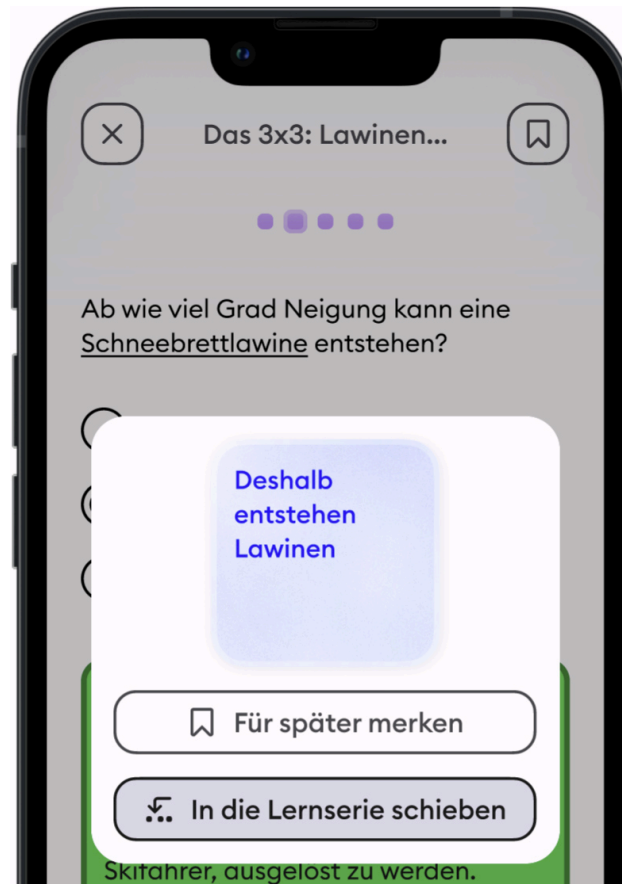 Das 3x3: Lawinen...
Ab wie viel Grad Neigung kann eine
Schneebrettlawine entstehen?
Deshalb
entstehen
Lawinen
Für später merken
In die Lernserie schieben
Skifahrer, ausgelöst zu werden.